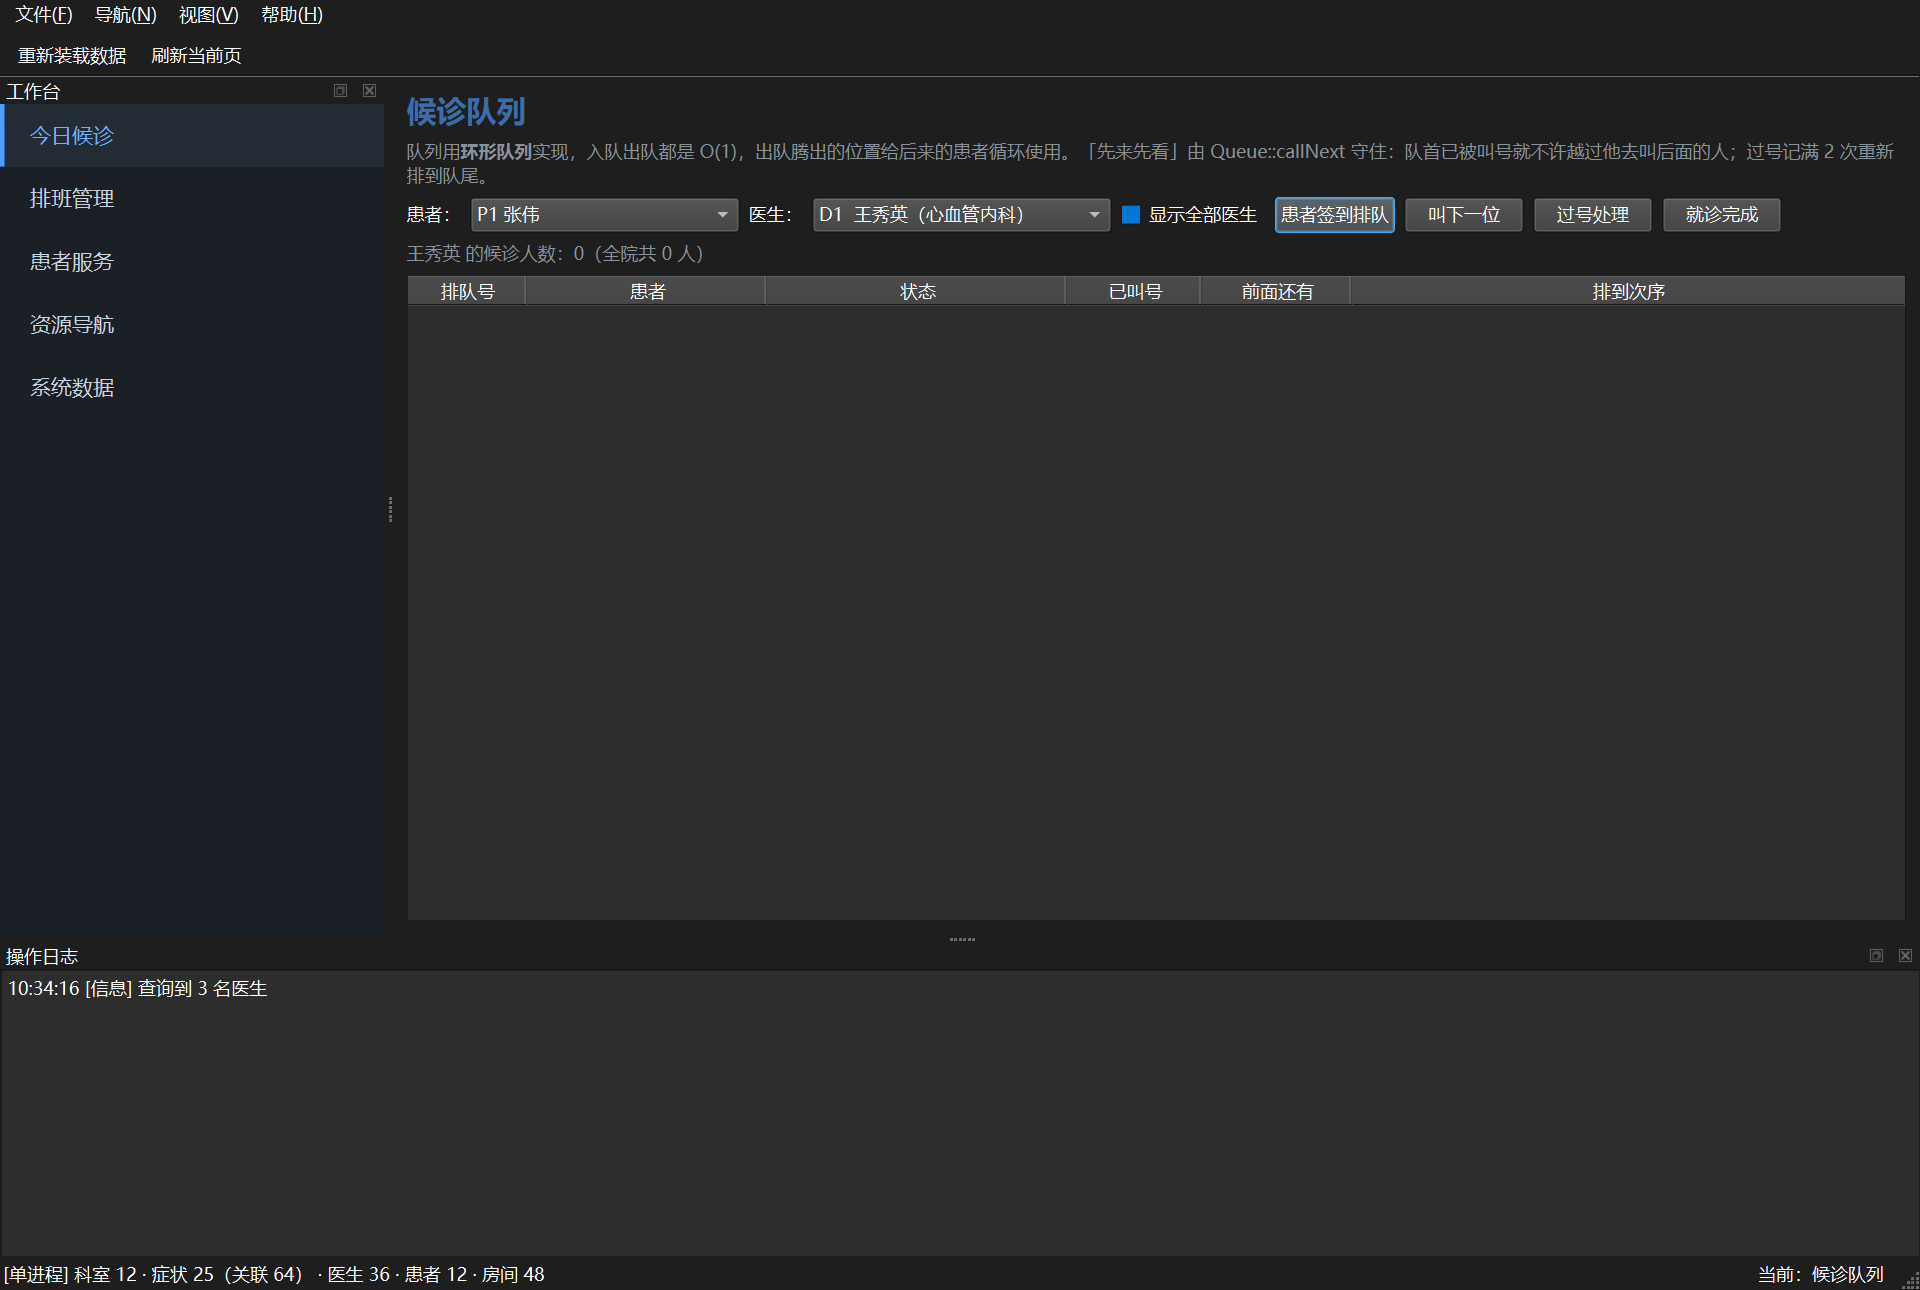 文件(F) 导航(N) 视图(V) 帮助(H)
重新装载数据 刷新当前页
工作台
今日候诊
排班管理
患者服务
资源导航
系统数据
候诊队列
队列用环形队列实现，入队出队都是 O(1)，出队腾出的位置给后来的患者循环使用。「先来先看」由 Queue::callNext 守住：队首已被叫号就不许越过他去叫后面的人；过号记满 2 次重新
排到队尾。
患者： P1 张伟 医生： D1 王秀英（心血管内科） 显示全部医生 患者签到排队 叫下一位 过号处理 就诊完成
王秀英 的候诊人数：0（全院共 0 人）
排队号 患者 状态 已叫号 前面还有 排到次序
操作日志
10:34:16 [信息] 查询到 3 名医生
[单进程] 科室 12 · 症状 25（关联 64） · 医生 36 · 患者 12 · 房间 48 当前：候诊队列